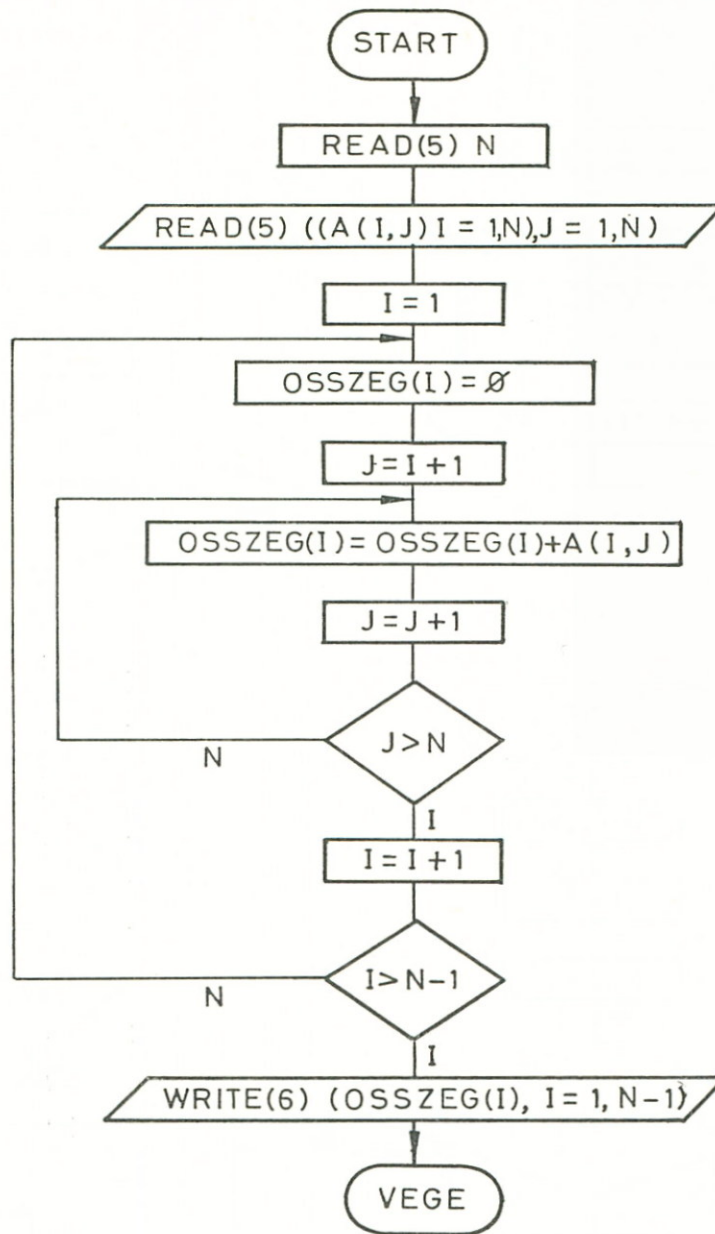 START
READ(5) N
READ(5) ((A(I,J)I=1,N),J=1,N)
I=1
OSSZEG(I)=Ø
J=I+1
OSSZEG(I)=OSSZEG(I)+A(I,J)
J=J+1
J>N
N
I
I=I+1
I>N-1
N
I
WRITE(6) (OSSZEG(I), I=1,N-1)
VEGE